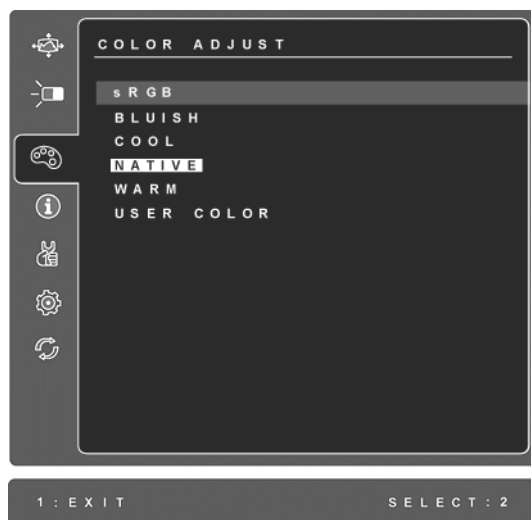 COLOR ADJUST
sRGB
BLUISH
COOL
NATIVE
WARM
USER COLOR
1:EXIT SELECT:2